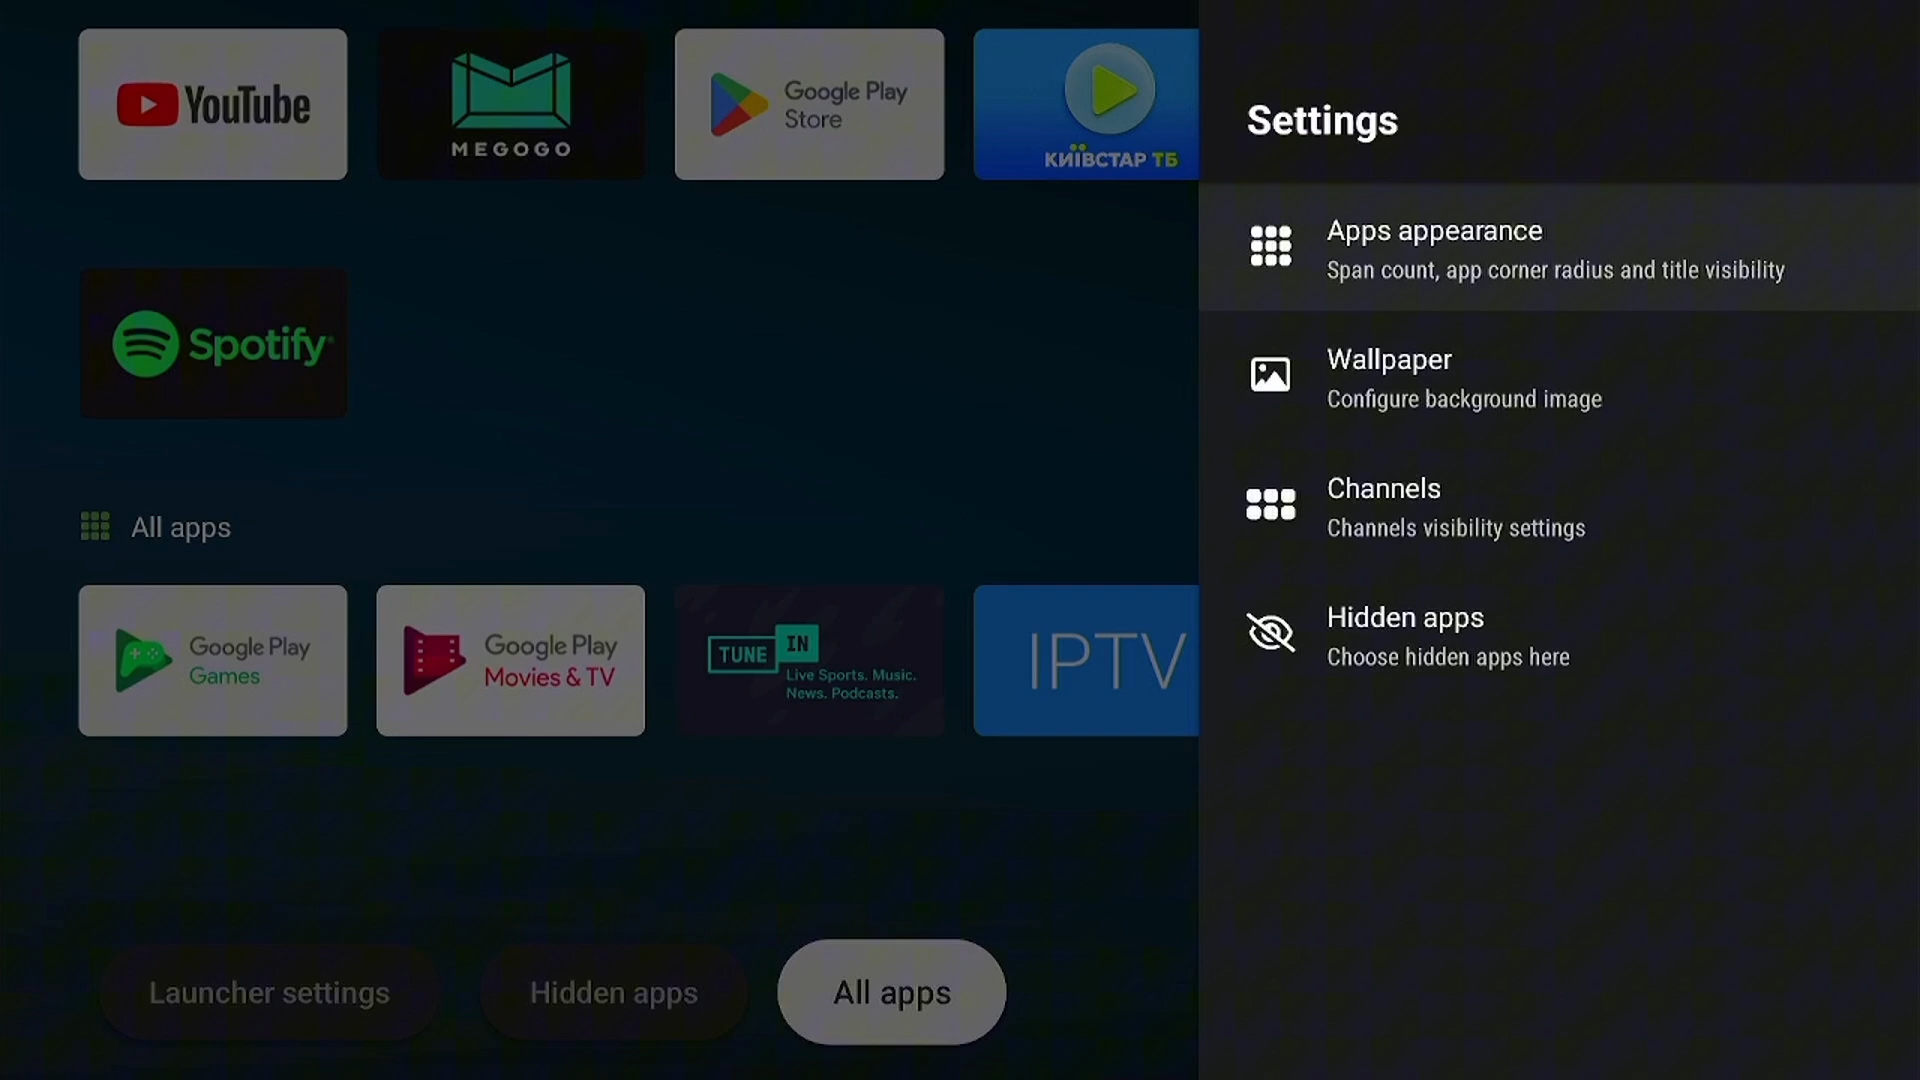 YouTube
MEGOGO
Google Play
Store
КИЇВСТАР ТБ
Spotify
All apps
Google Play
Games
Google Play
Movies & TV
TUNE IN
Live Sports. Music.
News. Podcasts.
IPTV
Launcher settings
Hidden apps
All apps
Settings
Apps appearance
Span count, app corner radius and title visibility
Wallpaper
Configure background image
Channels
Channels visibility settings
Hidden apps
Choose hidden apps here